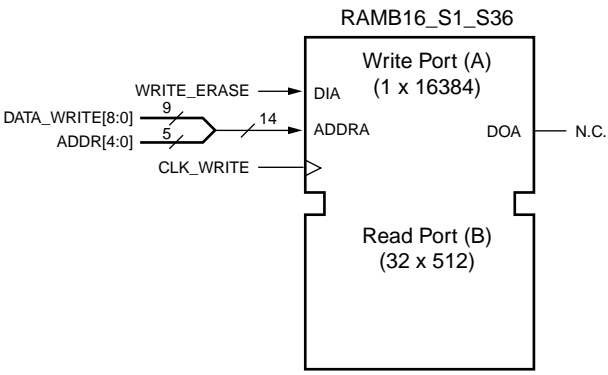 RAMB16_S1_S36
Write Port (A)
(1 x 16384)
WRITE_ERASE
DIA
DATA_WRITE[8:0]
9
14
ADDRA
DOA
N.C.
ADDR[4:0]
5
CLK_WRITE
Read Port (B)
(32 x 512)